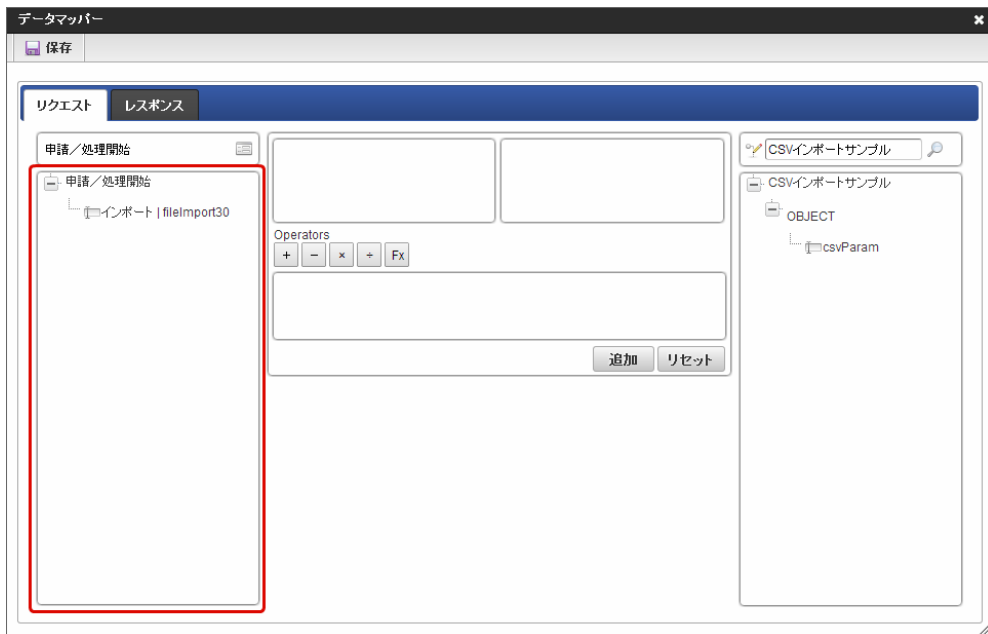 データマッパー
保存
リクエスト レスポンス
申請／処理開始
申請／処理開始
インポート | fileImport30
Operators
+ − × ÷ Fx
追加 リセット
CSVインポートサンプル
CSVインポートサンプル
OBJECT
csvParam